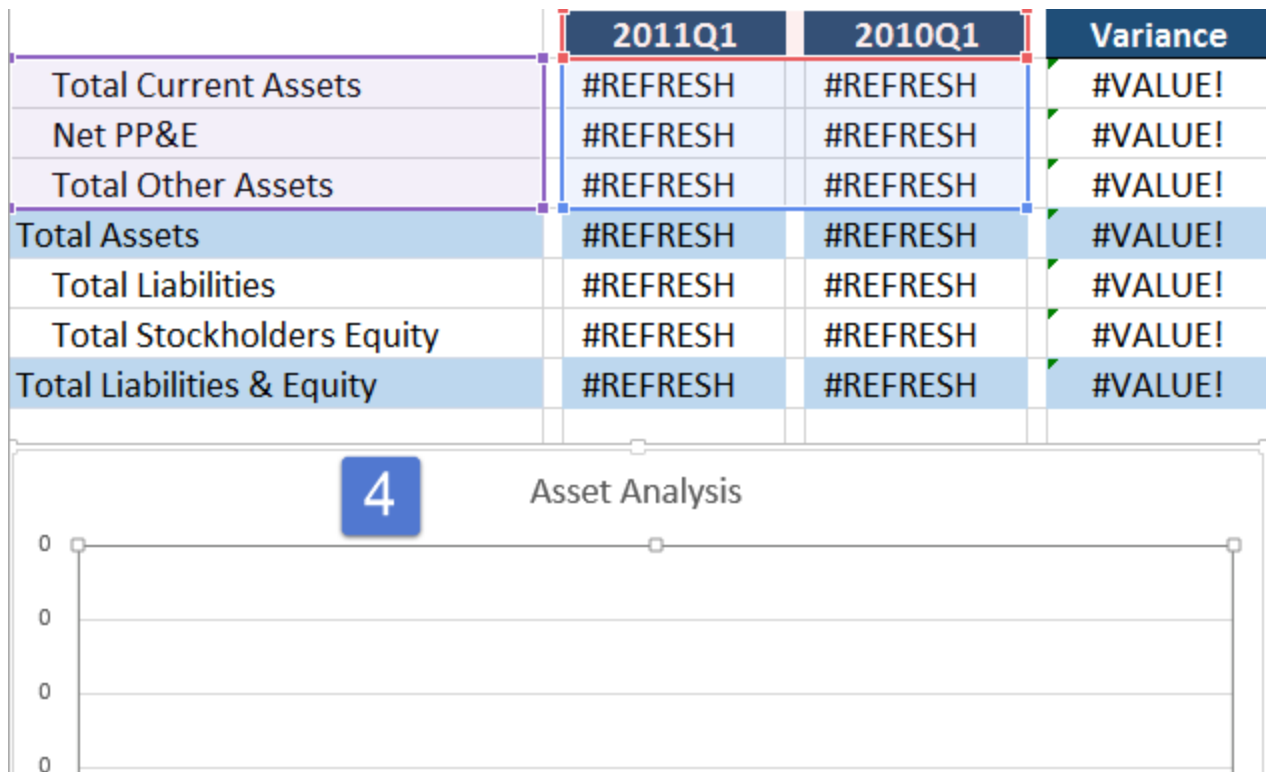 2011Q1 2010Q1 Variance
Total Current Assets #REFRESH #REFRESH #VALUE!
Net PP&E #REFRESH #REFRESH #VALUE!
Total Other Assets #REFRESH #REFRESH #VALUE!
Total Assets #REFRESH #REFRESH #VALUE!
Total Liabilities #REFRESH #REFRESH #VALUE!
Total Stockholders Equity #REFRESH #REFRESH #VALUE!
Total Liabilities & Equity #REFRESH #REFRESH #VALUE!
4 Asset Analysis
0
0
0
0